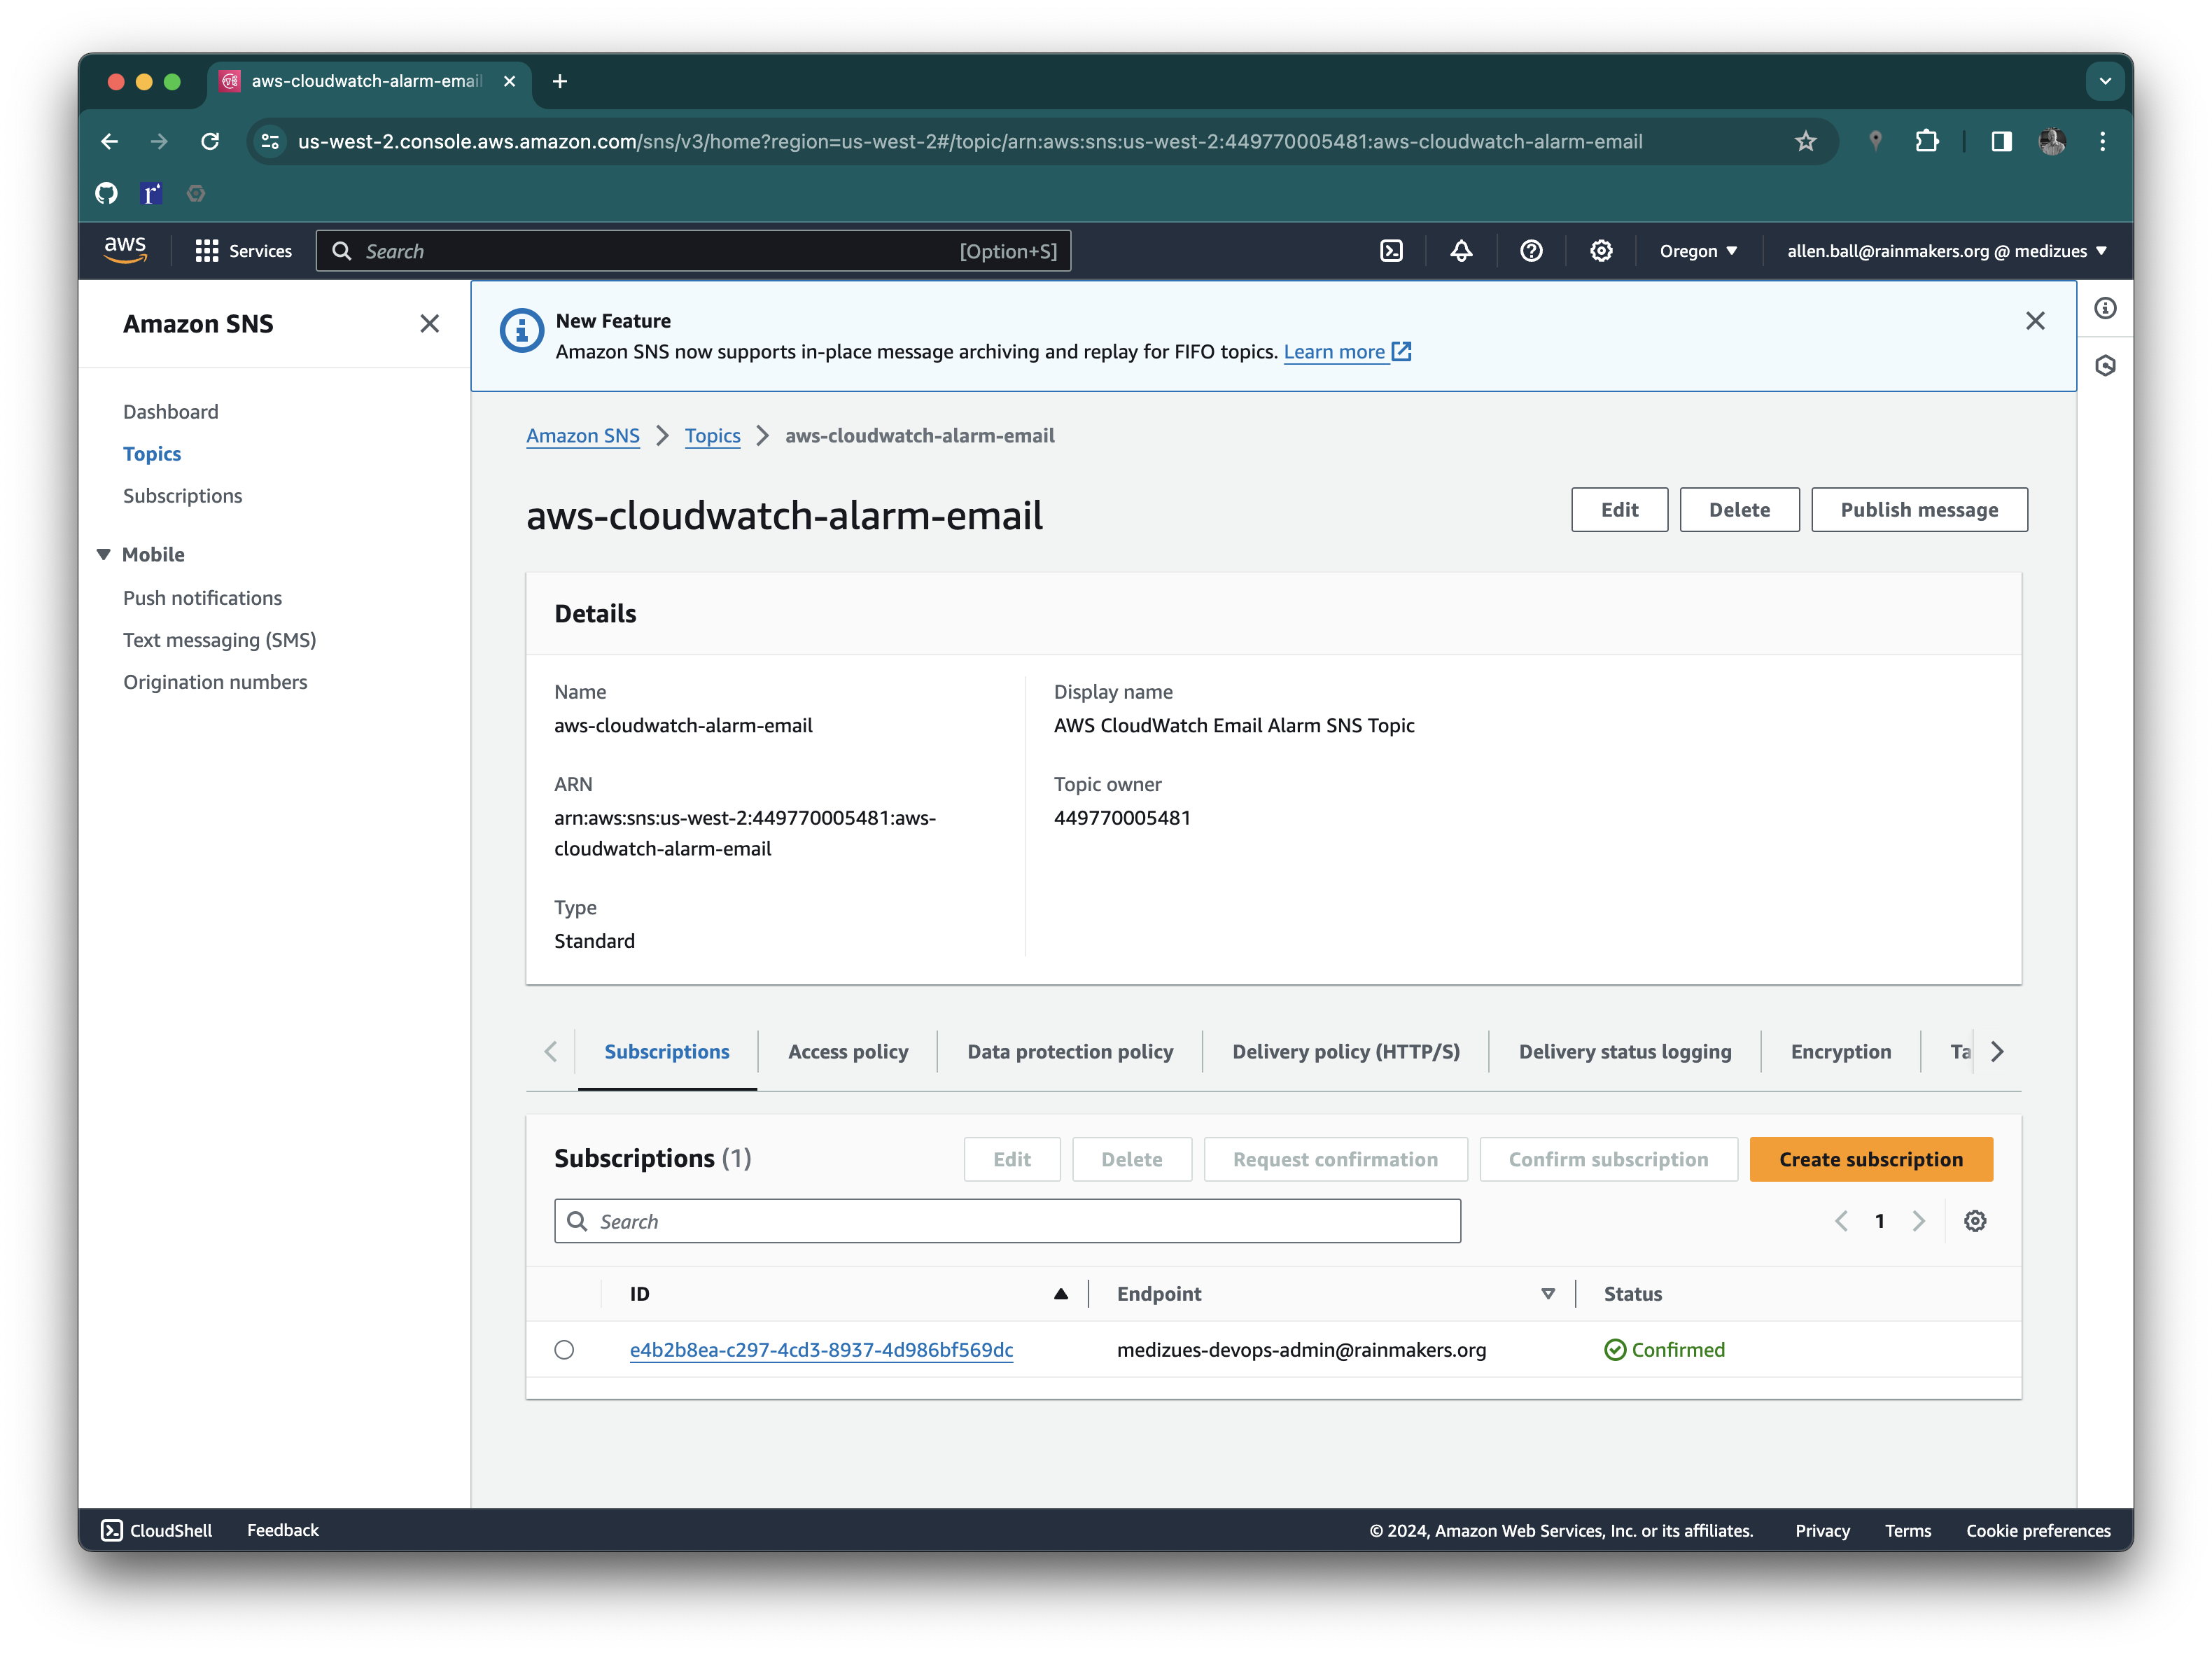 aws-cloudwatch-alarm-email
us-west-2.console.aws.amazon.com/sns/v3/home?region=us-west-2#/topic/arn:aws:sns:us-west-2:449770005481:aws-cloudwatch-alarm-email
r
aws
Services
Search
[Option+S]
Oregon
allen.ball@rainmakers.org @ medizues
Amazon SNS
Dashboard
Topics
Subscriptions
Mobile
Push notifications
Text messaging (SMS)
Origination numbers
New Feature
Amazon SNS now supports in-place message archiving and replay for FIFO topics. Learn more
Amazon SNS > Topics > aws-cloudwatch-alarm-email
aws-cloudwatch-alarm-email
Edit
Delete
Publish message
Details
Name
aws-cloudwatch-alarm-email
ARN
arn:aws:sns:us-west-2:449770005481:aws-
cloudwatch-alarm-email
Type
Standard
Display name
AWS CloudWatch Email Alarm SNS Topic
Topic owner
449770005481
Subscriptions
Access policy
Data protection policy
Delivery policy (HTTP/S)
Delivery status logging
Encryption
Ta
Subscriptions (1)
Edit
Delete
Request confirmation
Confirm subscription
Create subscription
Search
1
ID
Endpoint
Status
e4b2b8ea-c297-4cd3-8937-4d986bf569dc
medizues-devops-admin@rainmakers.org
Confirmed
CloudShell
Feedback
© 2024, Amazon Web Services, Inc. or its affiliates.
Privacy
Terms
Cookie preferences